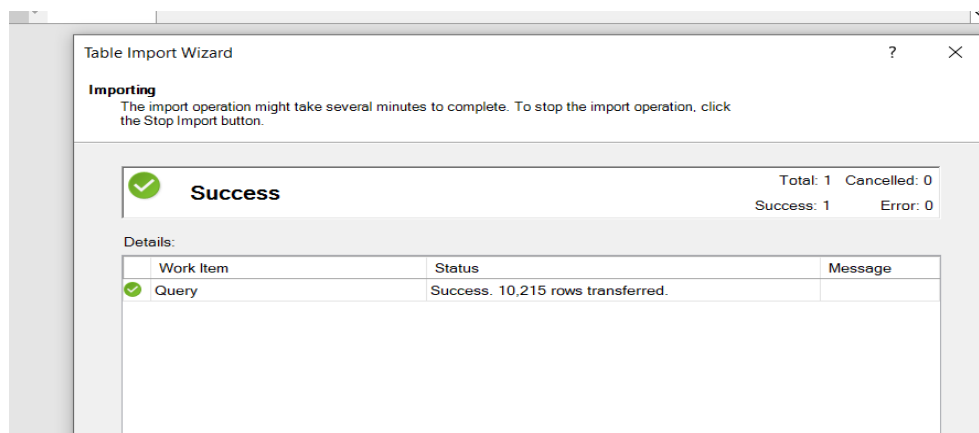 Table Import Wizard ?
Importing
The import operation might take several minutes to complete. To stop the import operation, click
the Stop Import button.
Success
Total: 1 Cancelled: 0
Success: 1 Error: 0
Details:
Work Item Status Message
Query Success. 10,215 rows transferred.